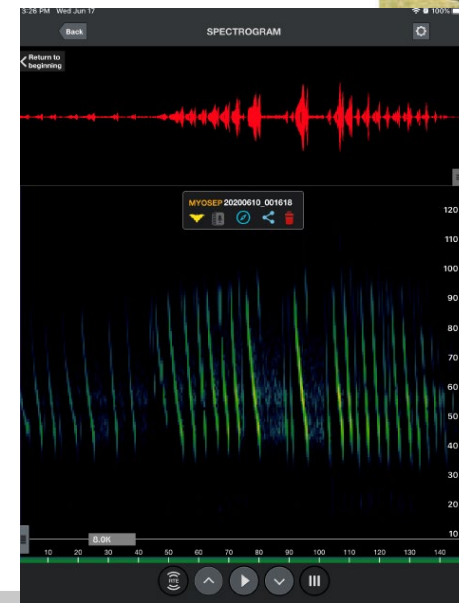 3:26 PM Wed Jun 17 100%
Back SPECTROGRAM
Return to
beginning
MYOSEP 20200610_001618
120
110
100
90
80
70
60
50
40
30
20
10
8.0K
10 20 30 40 50 60 70 80 90 100 110 120 130 140
RTE